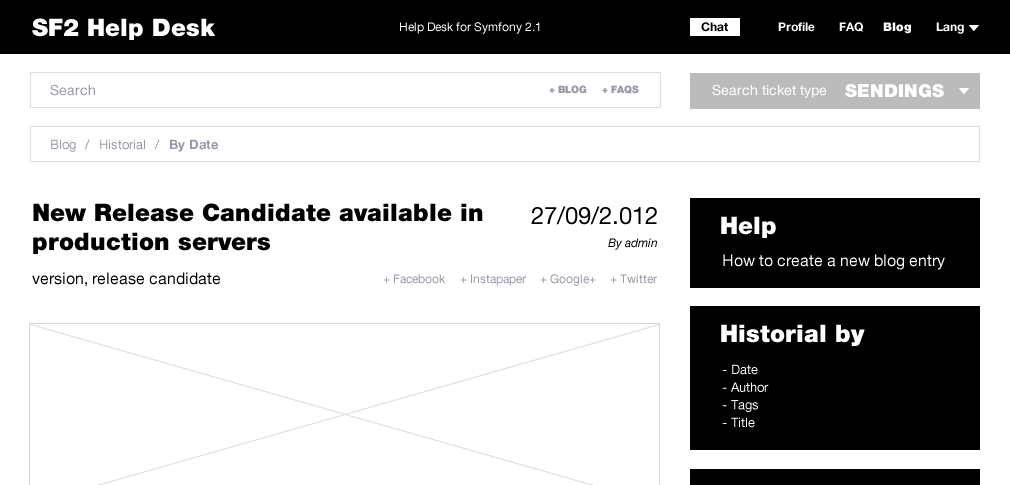 SF2 Help Desk
Help Desk for Symfony 2.1
Chat
Profile
FAQ
Blog
Lang
Search
+ BLOG
+ FAQS
Search ticket type
SENDINGS
Blog / Historial / By Date
New Release Candidate available in
production servers
27/09/2.012
By admin
version, release candidate
+ Facebook
+ Instapaper
+ Google+
+ Twitter
Help
How to create a new blog entry
Historial by
- Date
- Author
- Tags
- Title